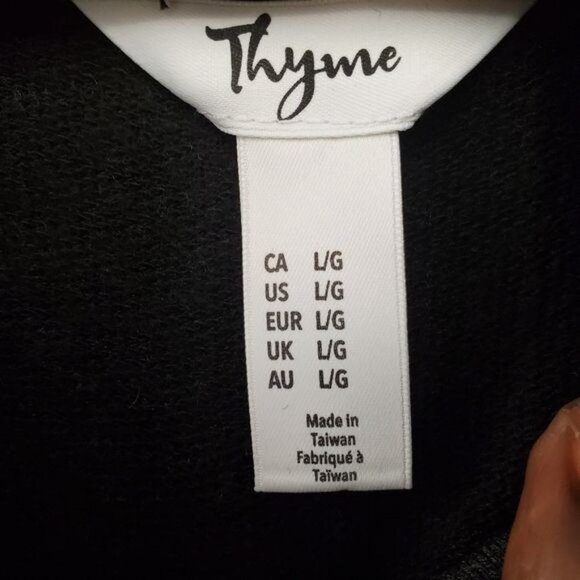 Thyme
CA L/G
US L/G
EUR L/G
UK L/G
AU L/G
Made in
Taiwan
Fabriqué à
Taïwan